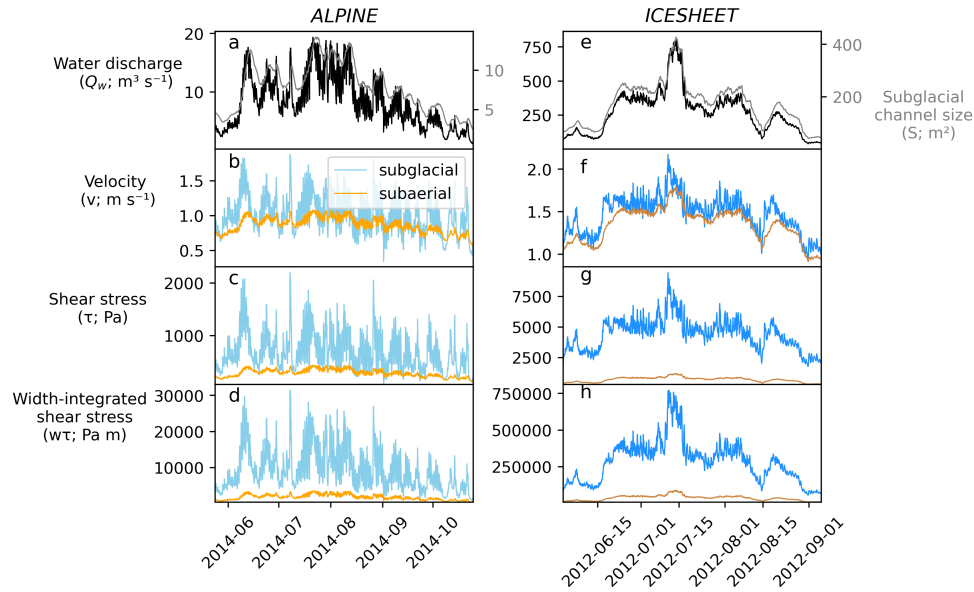 ALPINE
ICESHEET
Water discharge
(Qw; m³ s⁻¹)
20
10
a
10
5
e
750
500
250
400
200
Subglacial
channel size
(S; m²)
Velocity
(v; m s⁻¹)
1.5
1.0
0.5
b
subglacial
subaerial
2.0
1.5
1.0
f
Shear stress
(τ; Pa)
2000
1000
c
7500
5000
2500
g
Width-integrated
shear stress
(wτ; Pa m)
30000
20000
10000
d
750000
500000
250000
h
2014-06
2014-07
2014-08
2014-09
2014-10
2012-06-15
2012-07-01
2012-07-15
2012-08-01
2012-08-15
2012-09-01